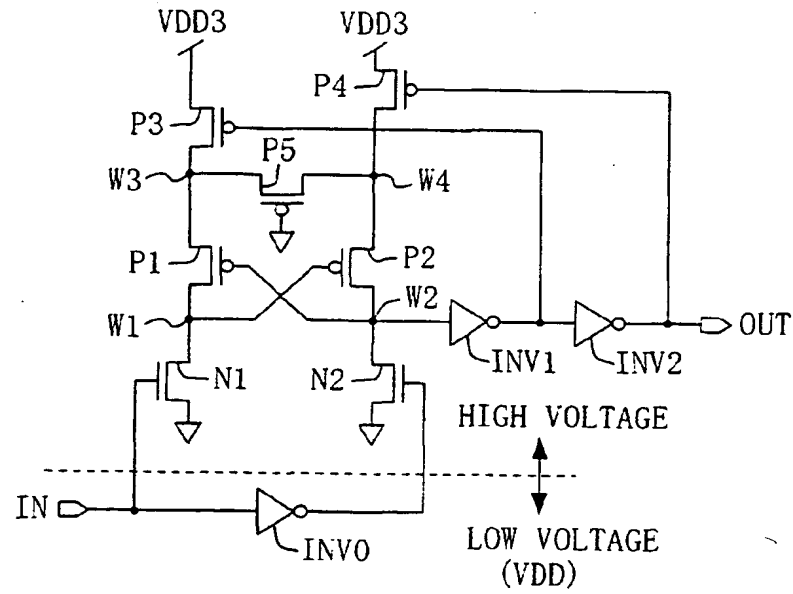 VDD3 VDD3
P4
P3
P5
W3 W4
P1 P2
W1 W2
OUT
INV1 INV2
N1 N2
HIGH VOLTAGE
IN
INV0
LOW VOLTAGE
(VDD)